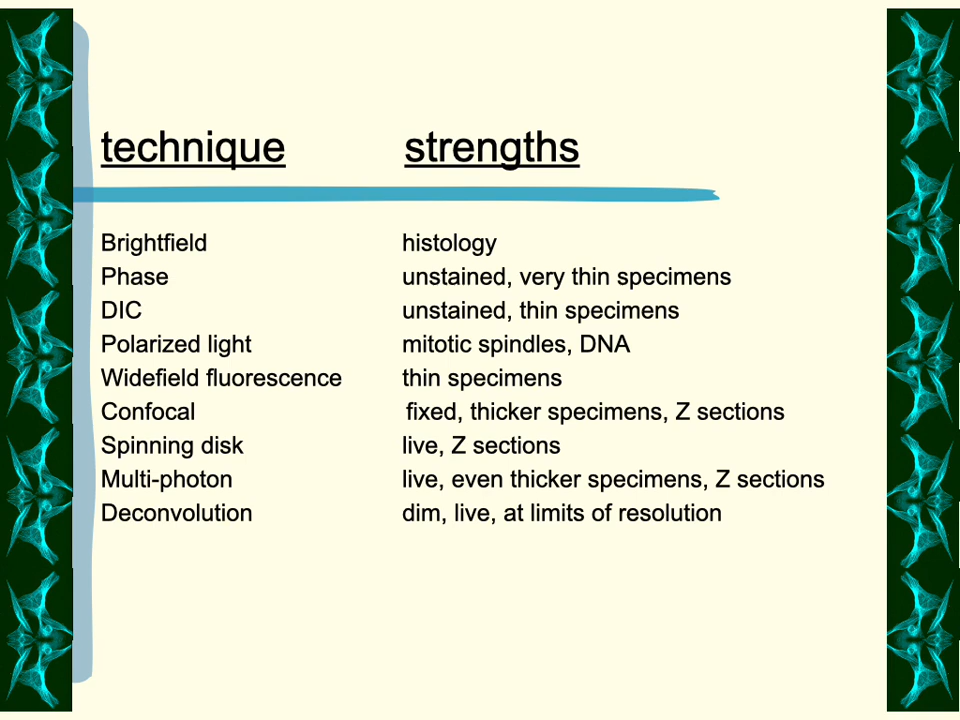 technique strengths
Brightfield histology
Phase unstained, very thin specimens
DIC unstained, thin specimens
Polarized light mitotic spindles, DNA
Widefield fluorescence thin specimens
Confocal fixed, thicker specimens, Z sections
Spinning disk live, Z sections
Multi-photon live, even thicker specimens, Z sections
Deconvolution dim, live, at limits of resolution